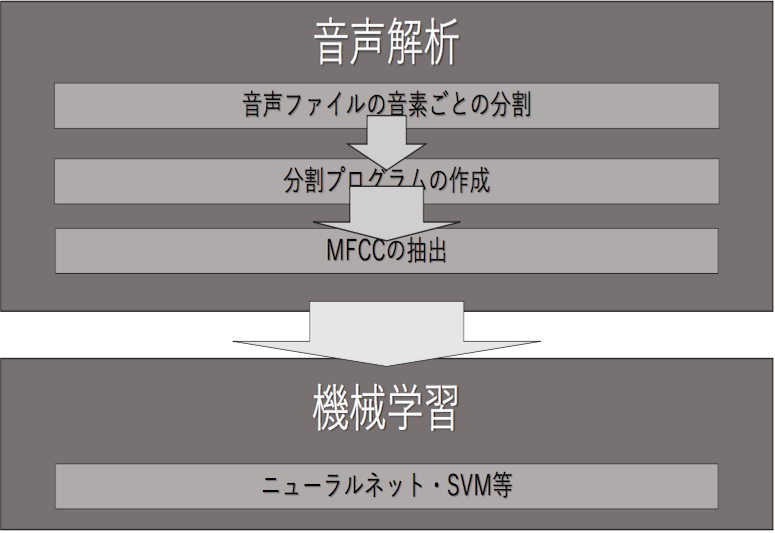 音声解析
音声ファイルの音素ごとの分割
分割プログラムの作成
MFCCの抽出
機械学習
ニューラルネット・SVM等